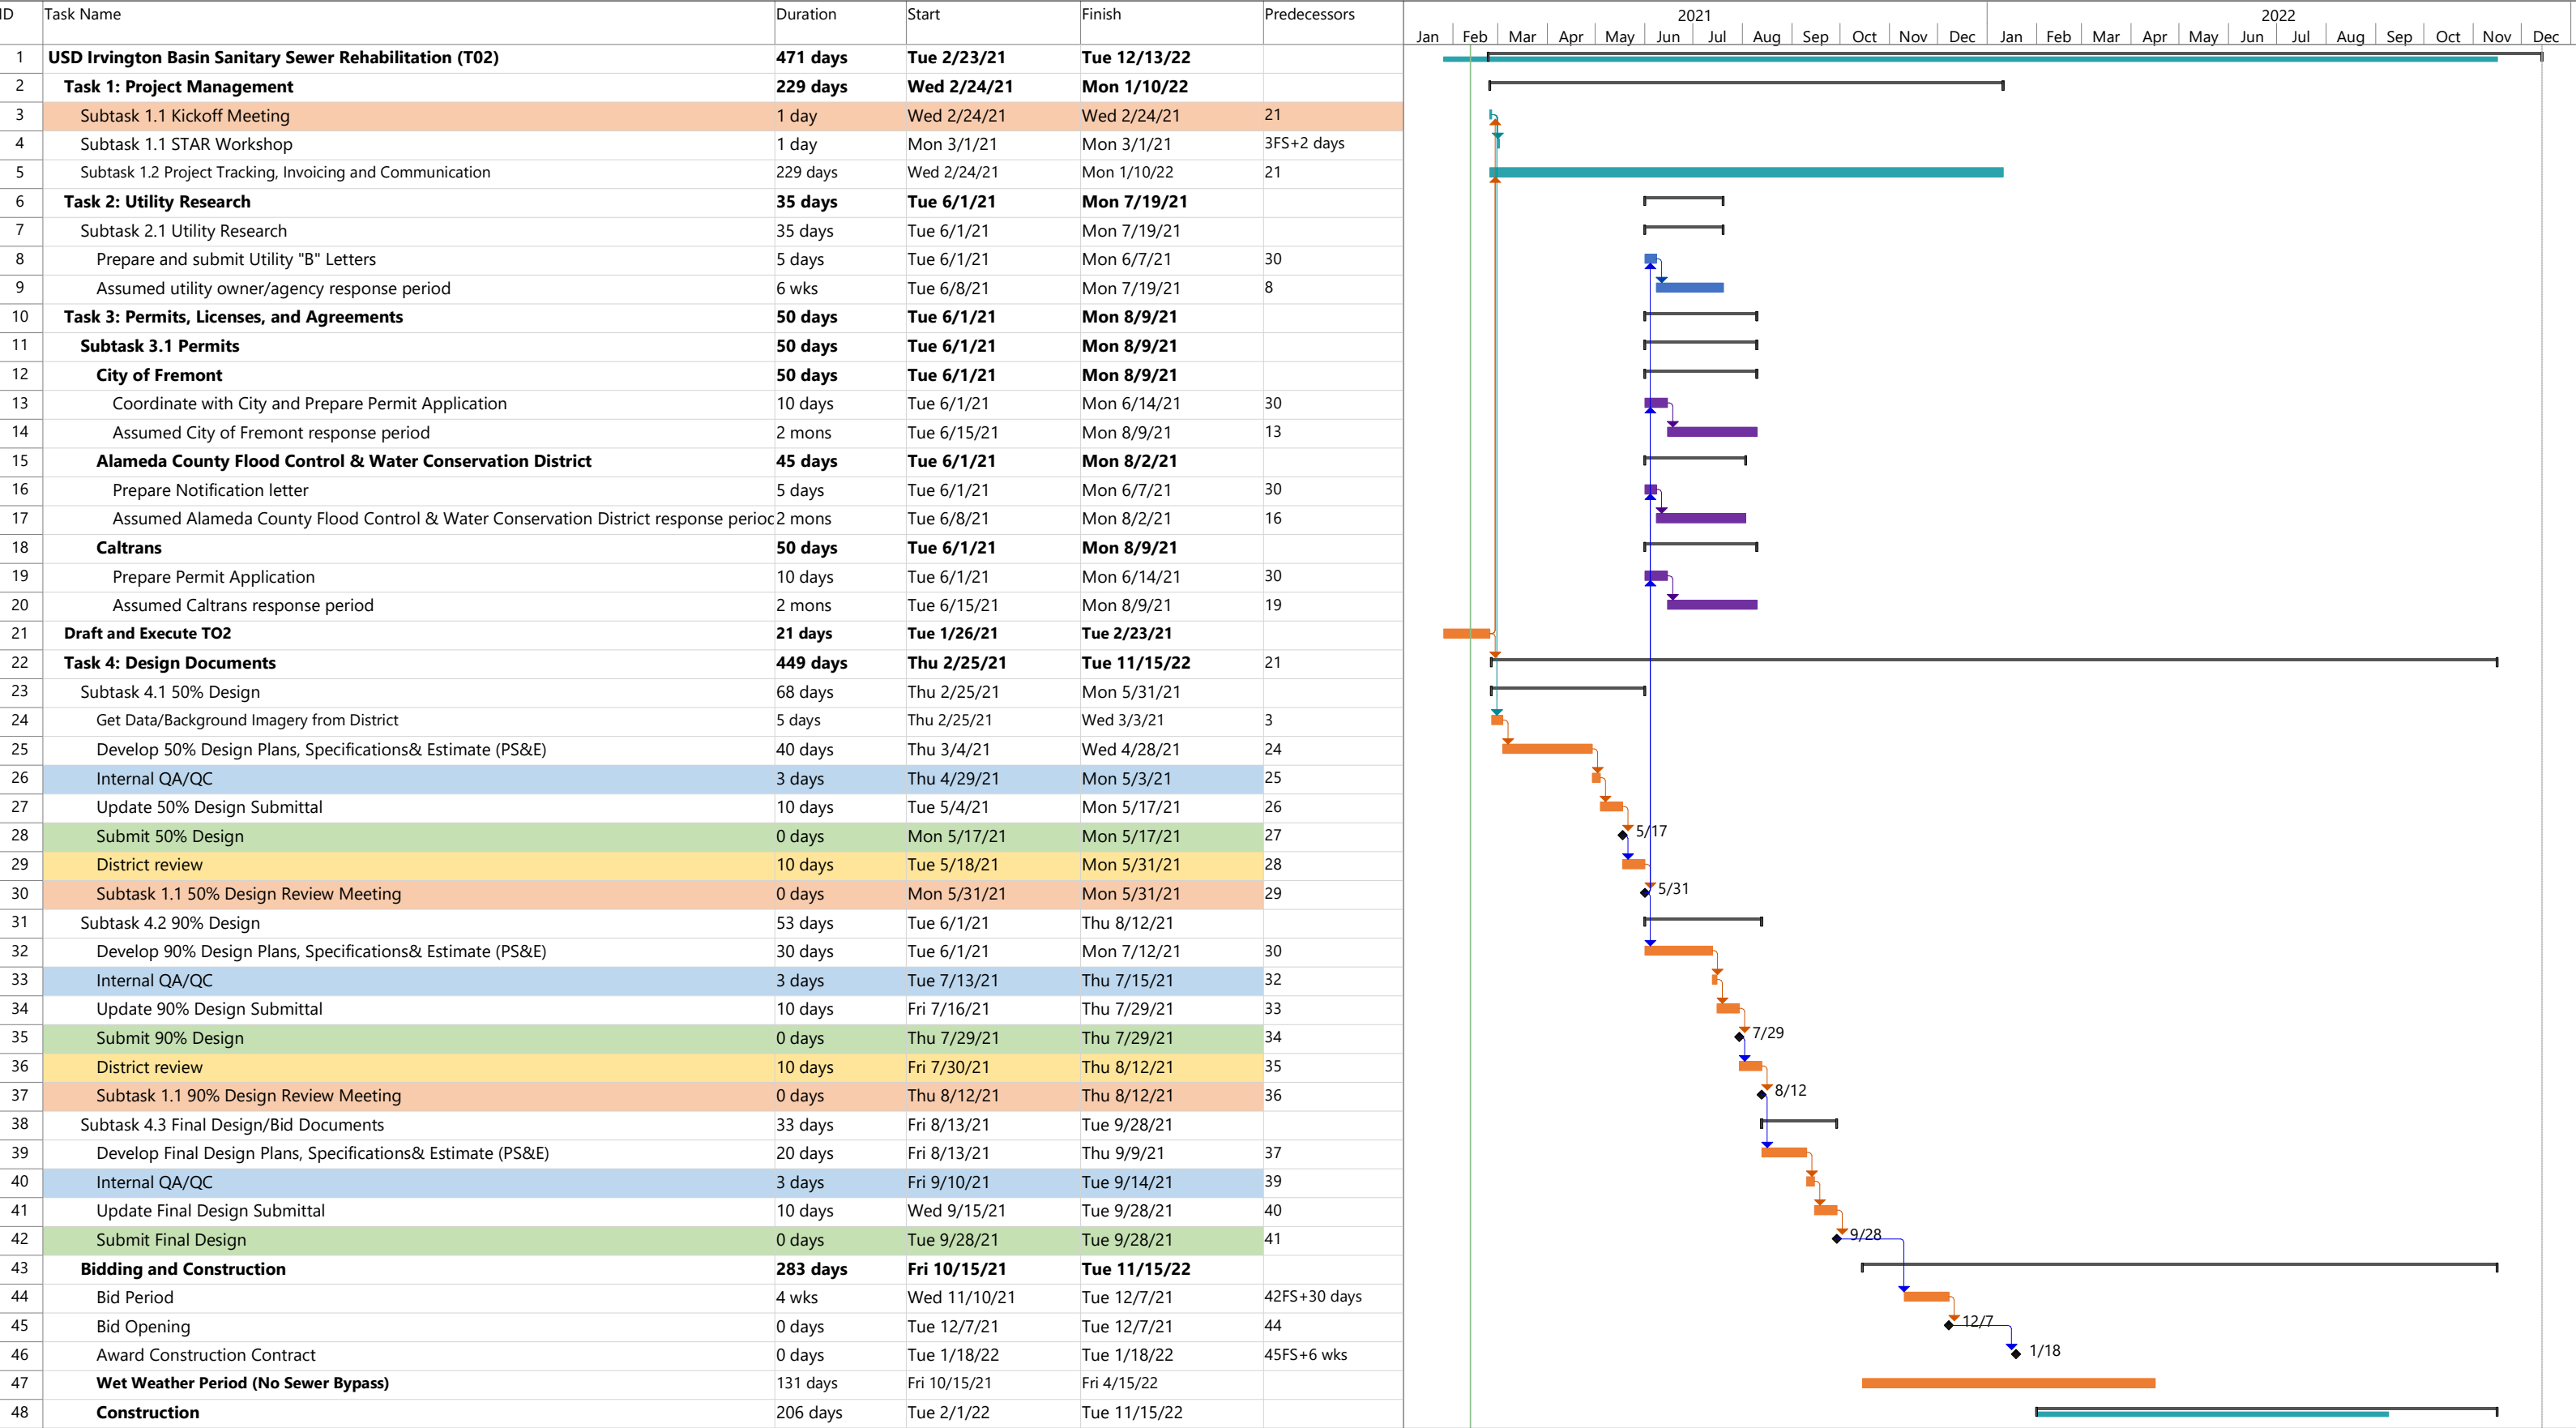 ID Task Name Duration Start Finish Predecessors
2021 2022
Jan Feb Mar Apr May Jun Jul Aug Sep Oct Nov Dec Jan Feb Mar Apr May Jun Jul Aug Sep Oct Nov Dec
1 USD Irvington Basin Sanitary Sewer Rehabilitation (T02) 471 days Tue 2/23/21 Tue 12/13/22
2 Task 1: Project Management 229 days Wed 2/24/21 Mon 1/10/22
3 Subtask 1.1 Kickoff Meeting 1 day Wed 2/24/21 Wed 2/24/21 21
4 Subtask 1.1 STAR Workshop 1 day Mon 3/1/21 Mon 3/1/21 3FS+2 days
5 Subtask 1.2 Project Tracking, Invoicing and Communication 229 days Wed 2/24/21 Mon 1/10/22 21
6 Task 2: Utility Research 35 days Tue 6/1/21 Mon 7/19/21
7 Subtask 2.1 Utility Research 35 days Tue 6/1/21 Mon 7/19/21
8 Prepare and submit Utility "B" Letters 5 days Tue 6/1/21 Mon 6/7/21 30
9 Assumed utility owner/agency response period 6 wks Tue 6/8/21 Mon 7/19/21 8
10 Task 3: Permits, Licenses, and Agreements 50 days Tue 6/1/21 Mon 8/9/21
11 Subtask 3.1 Permits 50 days Tue 6/1/21 Mon 8/9/21
12 City of Fremont 50 days Tue 6/1/21 Mon 8/9/21
13 Coordinate with City and Prepare Permit Application 10 days Tue 6/1/21 Mon 6/14/21 30
14 Assumed City of Fremont response period 2 mons Tue 6/15/21 Mon 8/9/21 13
15 Alameda County Flood Control & Water Conservation District 45 days Tue 6/1/21 Mon 8/2/21
16 Prepare Notification letter 5 days Tue 6/1/21 Mon 6/7/21 30
17 Assumed Alameda County Flood Control & Water Conservation District response period 2 mons Tue 6/8/21 Mon 8/2/21 16
18 Caltrans 50 days Tue 6/1/21 Mon 8/9/21
19 Prepare Permit Application 10 days Tue 6/1/21 Mon 6/14/21 30
20 Assumed Caltrans response period 2 mons Tue 6/15/21 Mon 8/9/21 19
21 Draft and Execute TO2 21 days Tue 1/26/21 Tue 2/23/21
22 Task 4: Design Documents 449 days Thu 2/25/21 Tue 11/15/22 21
23 Subtask 4.1 50% Design 68 days Thu 2/25/21 Mon 5/31/21
24 Get Data/Background Imagery from District 5 days Thu 2/25/21 Wed 3/3/21 3
25 Develop 50% Design Plans, Specifications& Estimate (PS&E) 40 days Thu 3/4/21 Wed 4/28/21 24
26 Internal QA/QC 3 days Thu 4/29/21 Mon 5/3/21 25
27 Update 50% Design Submittal 10 days Tue 5/4/21 Mon 5/17/21 26
28 Submit 50% Design 0 days Mon 5/17/21 Mon 5/17/21 27 5/17
29 District review 10 days Tue 5/18/21 Mon 5/31/21 28
30 Subtask 1.1 50% Design Review Meeting 0 days Mon 5/31/21 Mon 5/31/21 29 5/31
31 Subtask 4.2 90% Design 53 days Tue 6/1/21 Thu 8/12/21
32 Develop 90% Design Plans, Specifications& Estimate (PS&E) 30 days Tue 6/1/21 Mon 7/12/21 30
33 Internal QA/QC 3 days Tue 7/13/21 Thu 7/15/21 32
34 Update 90% Design Submittal 10 days Fri 7/16/21 Thu 7/29/21 33
35 Submit 90% Design 0 days Thu 7/29/21 Thu 7/29/21 34 7/29
36 District review 10 days Fri 7/30/21 Thu 8/12/21 35
37 Subtask 1.1 90% Design Review Meeting 0 days Thu 8/12/21 Thu 8/12/21 36 8/12
38 Subtask 4.3 Final Design/Bid Documents 33 days Fri 8/13/21 Tue 9/28/21
39 Develop Final Design Plans, Specifications& Estimate (PS&E) 20 days Fri 8/13/21 Thu 9/9/21 37
40 Internal QA/QC 3 days Fri 9/10/21 Tue 9/14/21 39
41 Update Final Design Submittal 10 days Wed 9/15/21 Tue 9/28/21 40
42 Submit Final Design 0 days Tue 9/28/21 Tue 9/28/21 41 9/28
43 Bidding and Construction 283 days Fri 10/15/21 Tue 11/15/22
44 Bid Period 4 wks Wed 11/10/21 Tue 12/7/21 42FS+30 days
45 Bid Opening 0 days Tue 12/7/21 Tue 12/7/21 44 12/7
46 Award Construction Contract 0 days Tue 1/18/22 Tue 1/18/22 45FS+6 wks 1/18
47 Wet Weather Period (No Sewer Bypass) 131 days Fri 10/15/21 Fri 4/15/22
48 Construction 206 days Tue 2/1/22 Tue 11/15/22